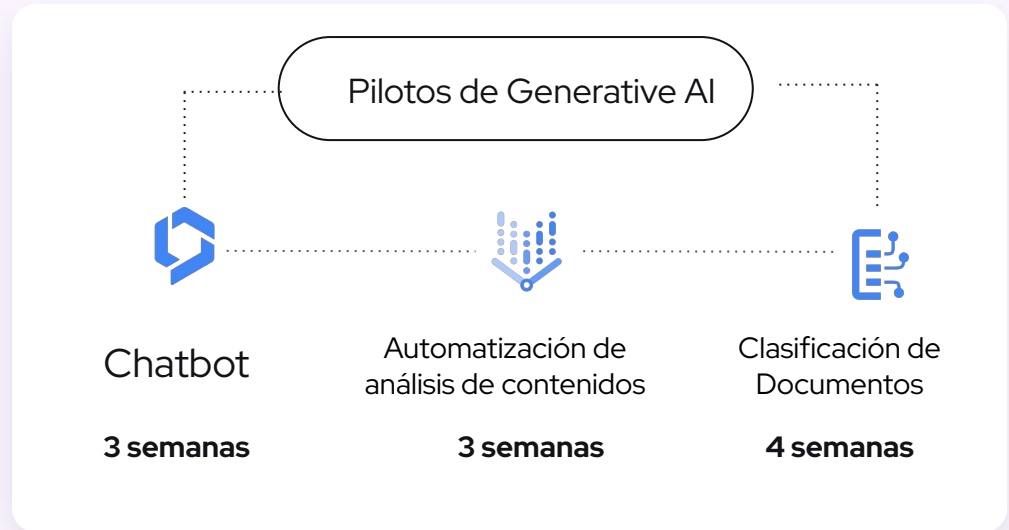 Pilotos de Generative AI
Chatbot
3 semanas
Automatización de
análisis de contenidos
3 semanas
Clasificación de
Documentos
4 semanas